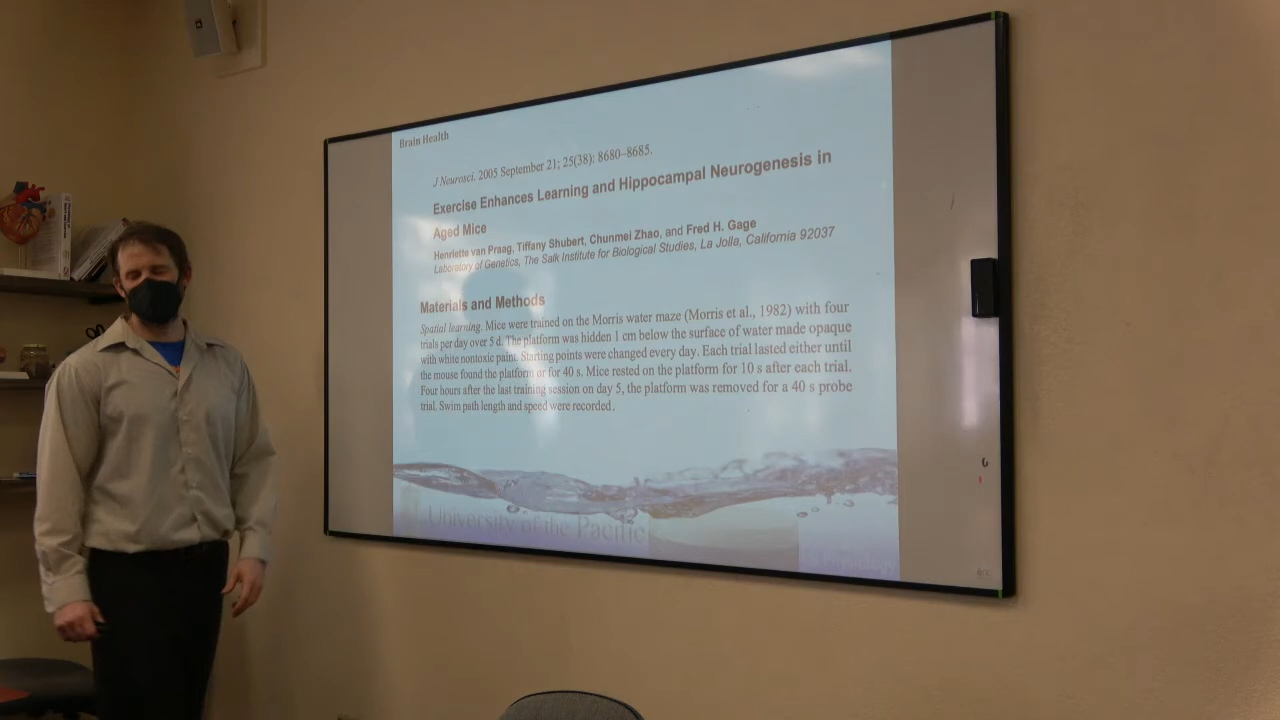 Brain Health
J Neurosci. 2005 September 21; 25(38): 8680–8685.
Exercise Enhances Learning and Hippocampal Neurogenesis in
Aged Mice
Henriette van Praag, Tiffany Shubert, Chunmei Zhao, and Fred H. Gage
Laboratory of Genetics, The Salk Institute for Biological Studies, La Jolla, California 92037
Materials and Methods
Spatial learning. Mice were trained on the Morris water maze (Morris et al., 1982) with four
trials per day over 5 d. The platform was hidden 1 cm below the surface of water made opaque
with white nontoxic paint. Starting points were changed every day. Each trial lasted either until
the mouse found the platform or for 40 s. Mice rested on the platform for 10 s after each trial.
Four hours after the last training session on day 5, the platform was removed for a 40 s probe
trial. Swim path length and speed were recorded.
University of the Pacific